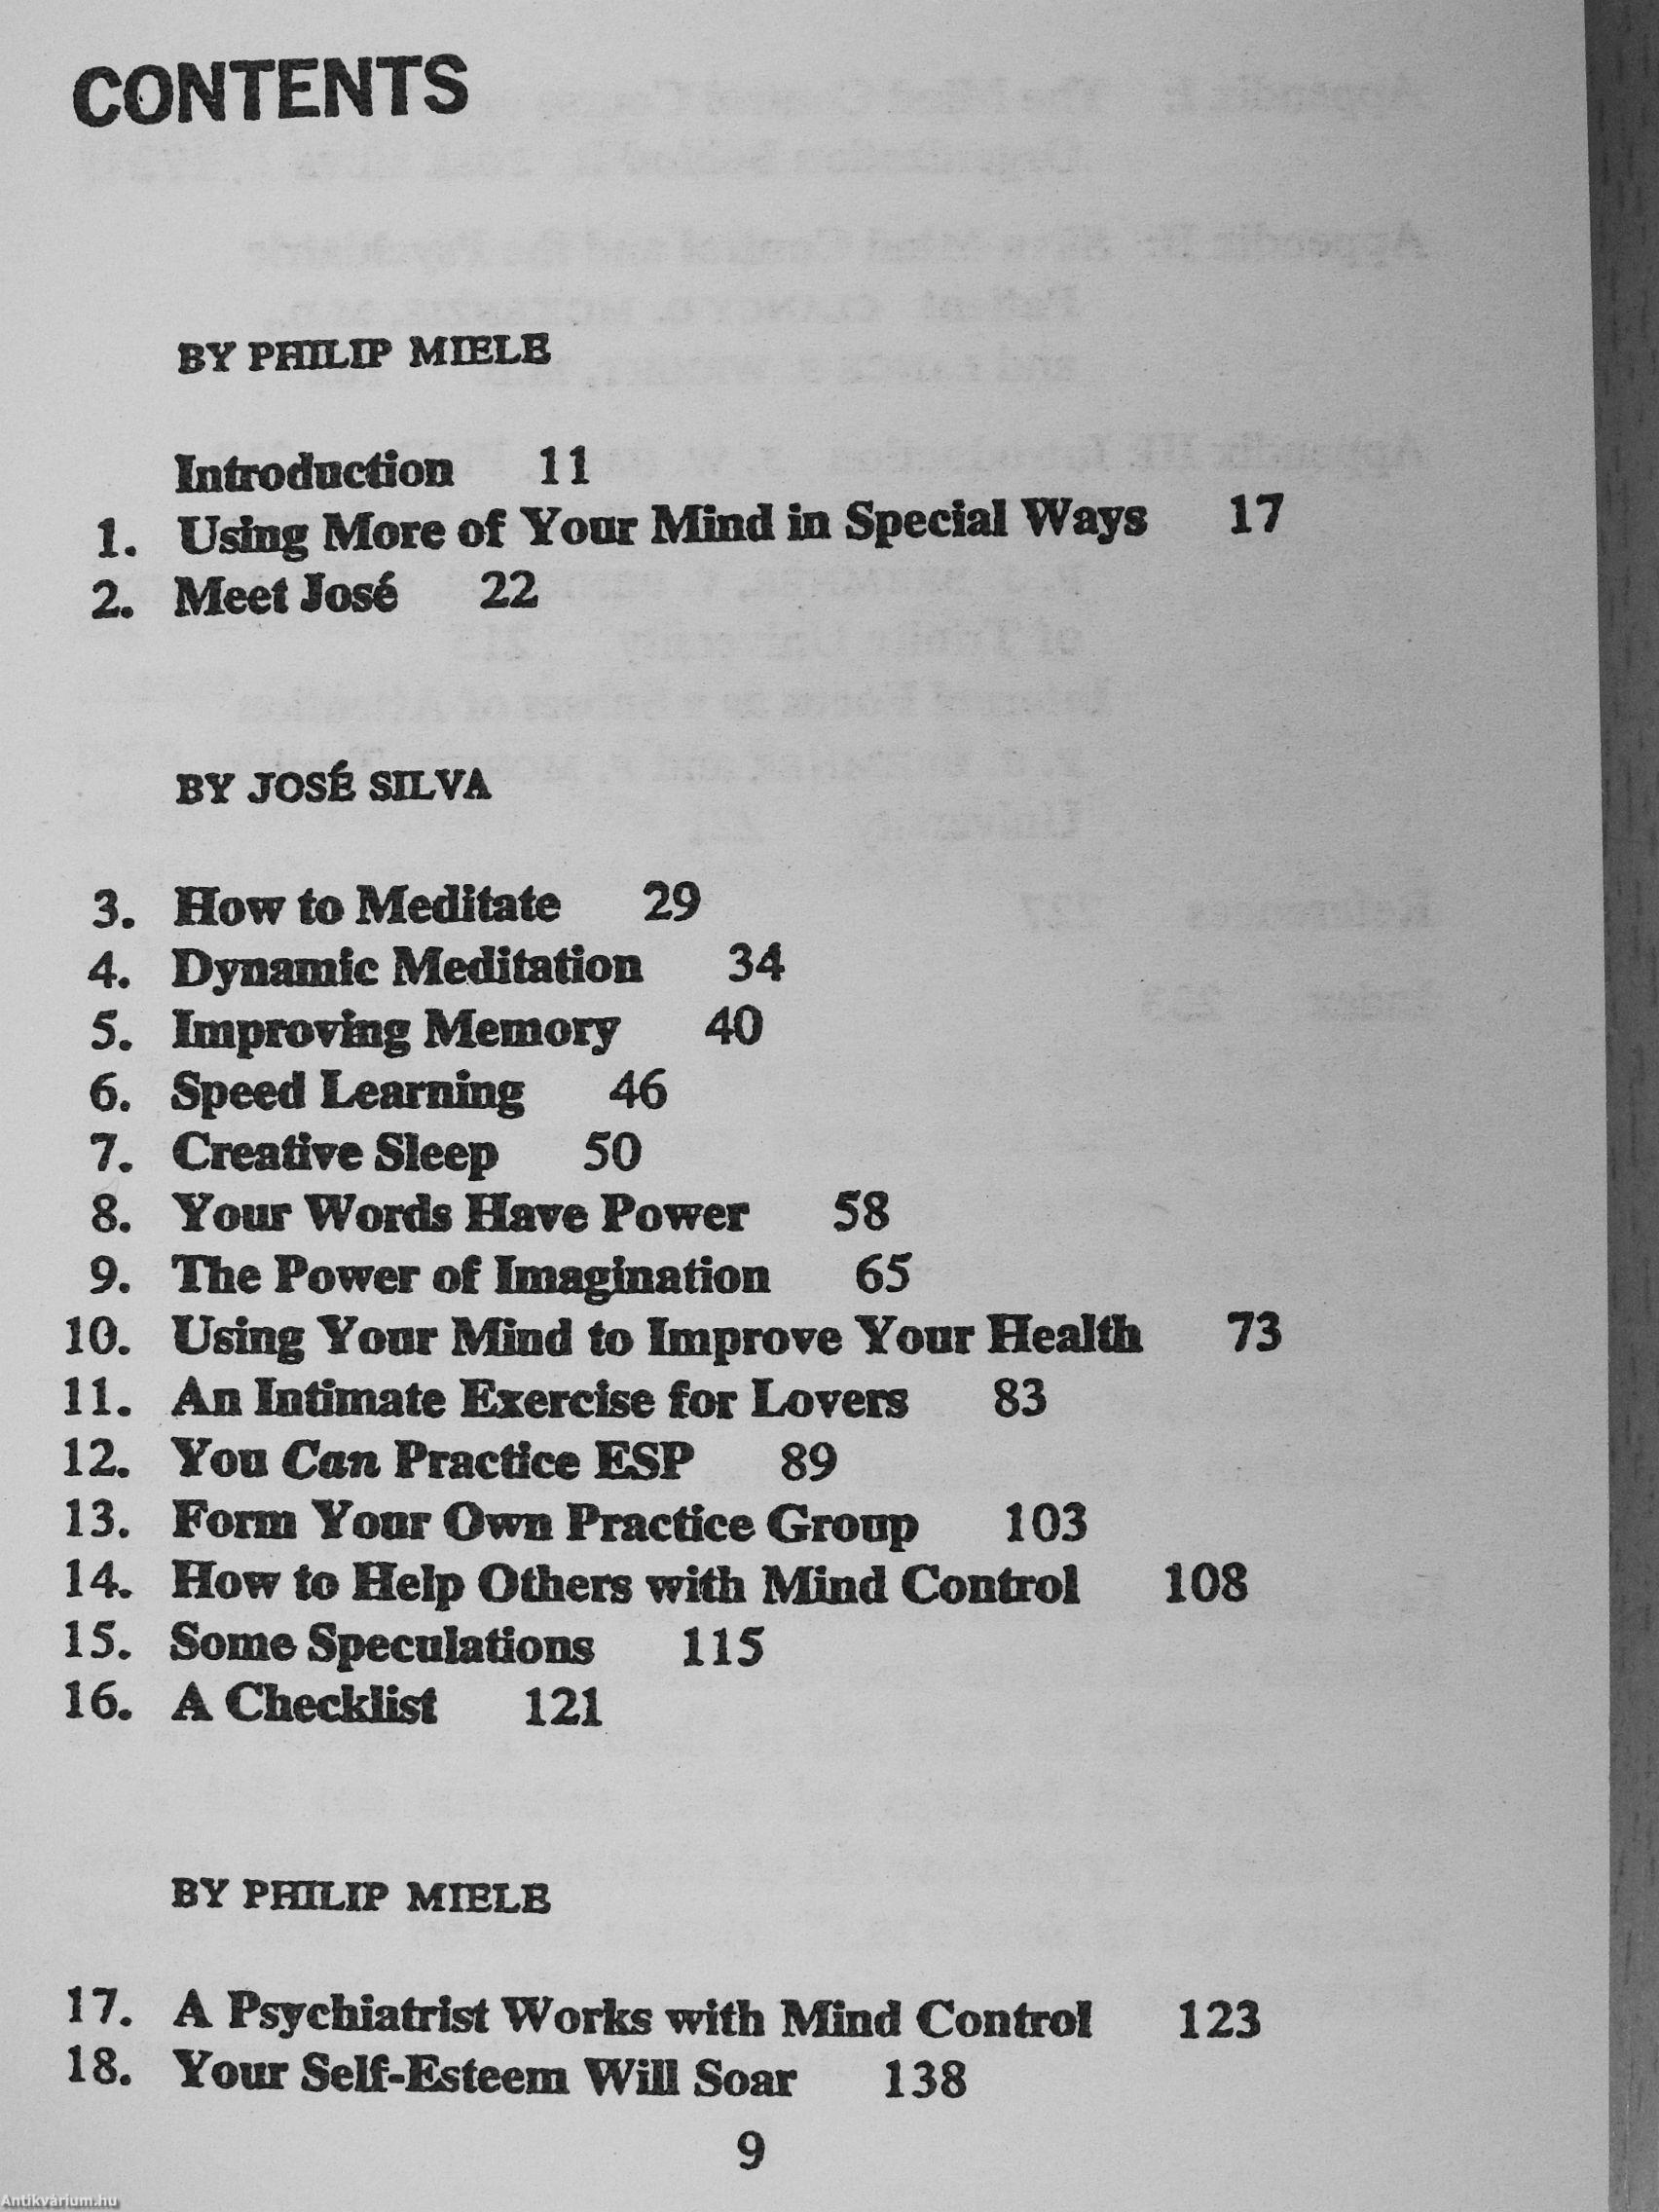 CONTENTS
BY PHILIP MIELE
Introduction 11
1. Using More of Your Mind in Special Ways 17
2. Meet José 22
BY JOSÉ SILVA
3. How to Meditate 29
4. Dynamic Meditation 34
5. Improving Memory 40
6. Speed Learning 46
7. Creative Sleep 50
8. Your Words Have Power 58
9. The Power of Imagination 65
10. Using Your Mind to Improve Your Health 73
11. An Intimate Exercise for Lovers 83
12. You Can Practice ESP 89
13. Form Your Own Practice Group 103
14. How to Help Others with Mind Control 108
15. Some Speculations 115
16. A Checklist 121
BY PHILIP MIELE
17. A Psychiatrist Works with Mind Control 123
18. Your Self-Esteem Will Soar 138
9
Antikvárium.hu